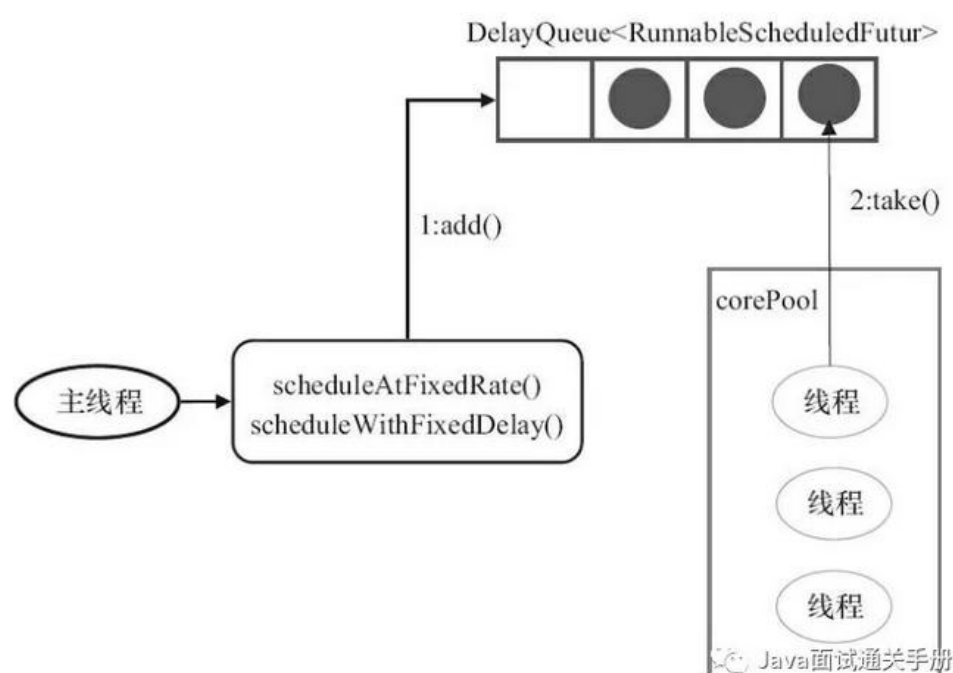 DelayQueue<RunnableScheduledFutur>
1:add()
2:take()
corePool
主线程
scheduleAtFixedRate()
scheduleWithFixedDelay()
线程
线程
线程
Java面试通关手册